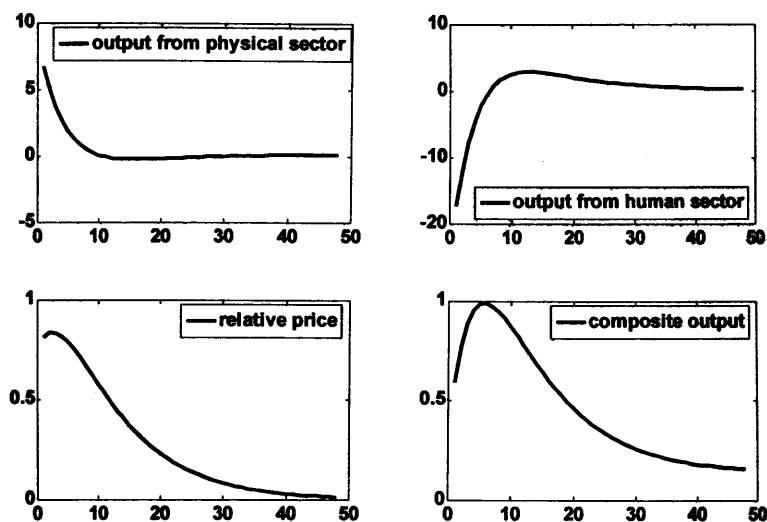 10
5
0
-5
0 10 20 30 40 50
output from physical sector
10
0
-10
-20
0 10 20 30 40 50
output from human sector
1
0.5
0
0 10 20 30 40 50
relative price
1
0.5
0
0 10 20 30 40 50
composite output